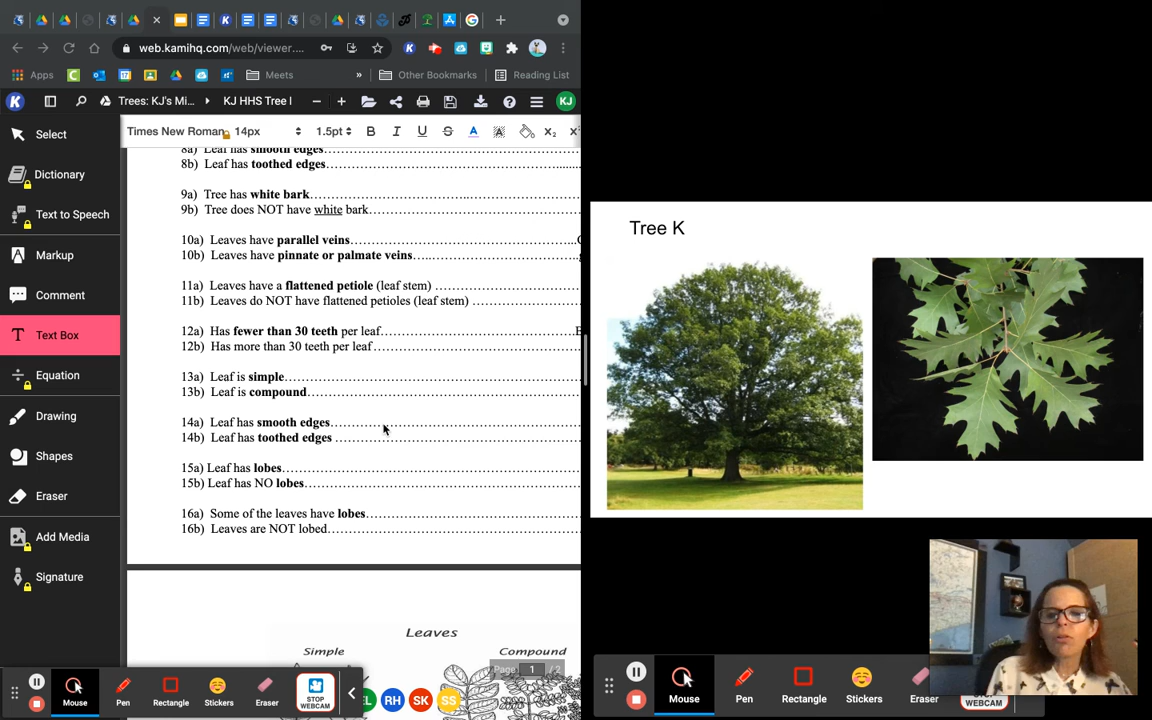 web.kamihq.com/web/viewer....
Apps
Meets
»
Other Bookmarks
Reading List
Trees: KJ's Mi...
KJ HHS Tree I
KJ
Times New Roman
14px
1.5pt
B
I
U
S
A
Select
Dictionary
Text to Speech
Markup
Comment
Text Box
Equation
Drawing
Shapes
Eraser
Add Media
Signature
8a) Leaf has smooth edges
8b) Leaf has toothed edges
9a) Tree has white bark
9b) Tree does NOT have white bark
10a) Leaves have parallel veins
10b) Leaves have pinnate or palmate veins
11a) Leaves have a flattened petiole (leaf stem)
11b) Leaves do NOT have flattened petioles (leaf stem)
12a) Has fewer than 30 teeth per leaf
12b) Has more than 30 teeth per leaf
13a) Leaf is simple
13b) Leaf is compound
14a) Leaf has smooth edges
14b) Leaf has toothed edges
15a) Leaf has lobes
15b) Leaf has NO lobes
16a) Some of the leaves have lobes
16b) Leaves are NOT lobed
Leaves
Simple
Compound
Page 1 / 2
Mouse
Pen
Rectangle
Stickers
Eraser
STOP WEBCAM
RH
SK
SS
Tree K
Mouse
Pen
Rectangle
Stickers
Eraser
WEBCAM